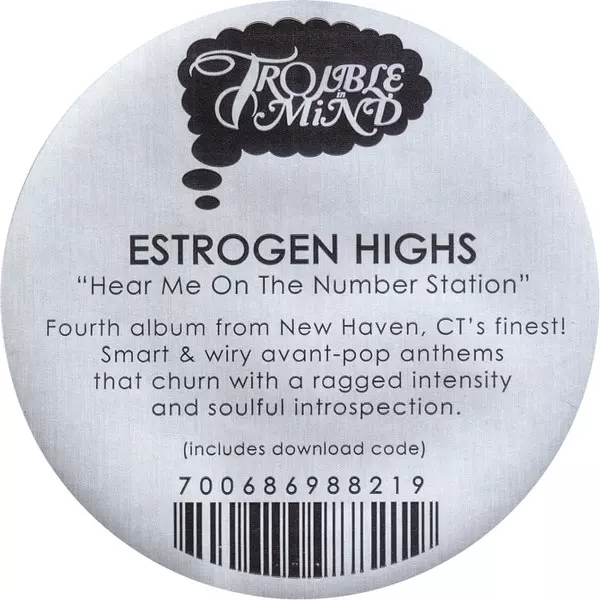 TROUBLE
in
MiND
ESTROGEN HIGHS
“Hear Me On The Number Station”
Fourth album from New Haven, CT’s finest!
Smart & wiry avant-pop anthems
that churn with a ragged intensity
and soulful introspection.
(includes download code)
700686988219